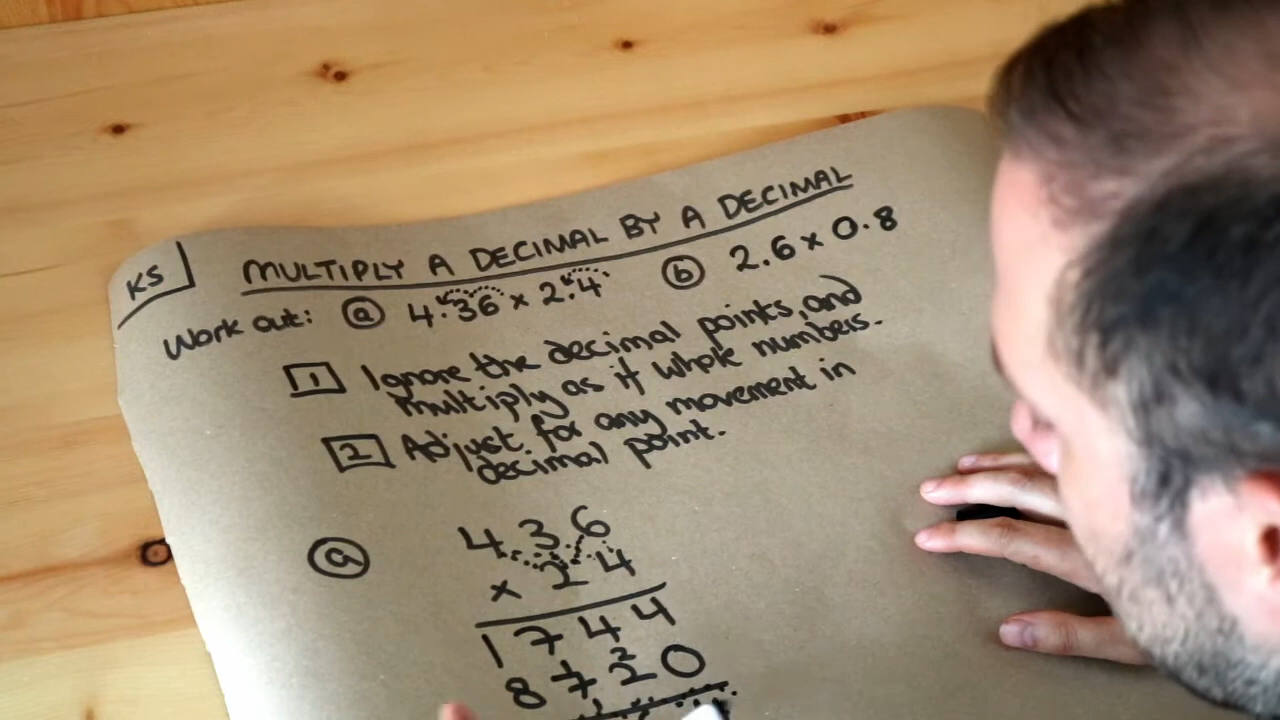 KS
MULTIPLY A DECIMAL BY A DECIMAL
Work out: ⓐ 4.36 × 2.4 ⓑ 2.6 × 0.8
1 Ignore the decimal points, and
multiply as if whole numbers.
2 Adjust for any movement in
decimal point.
ⓐ 436
× 24
1744
8720